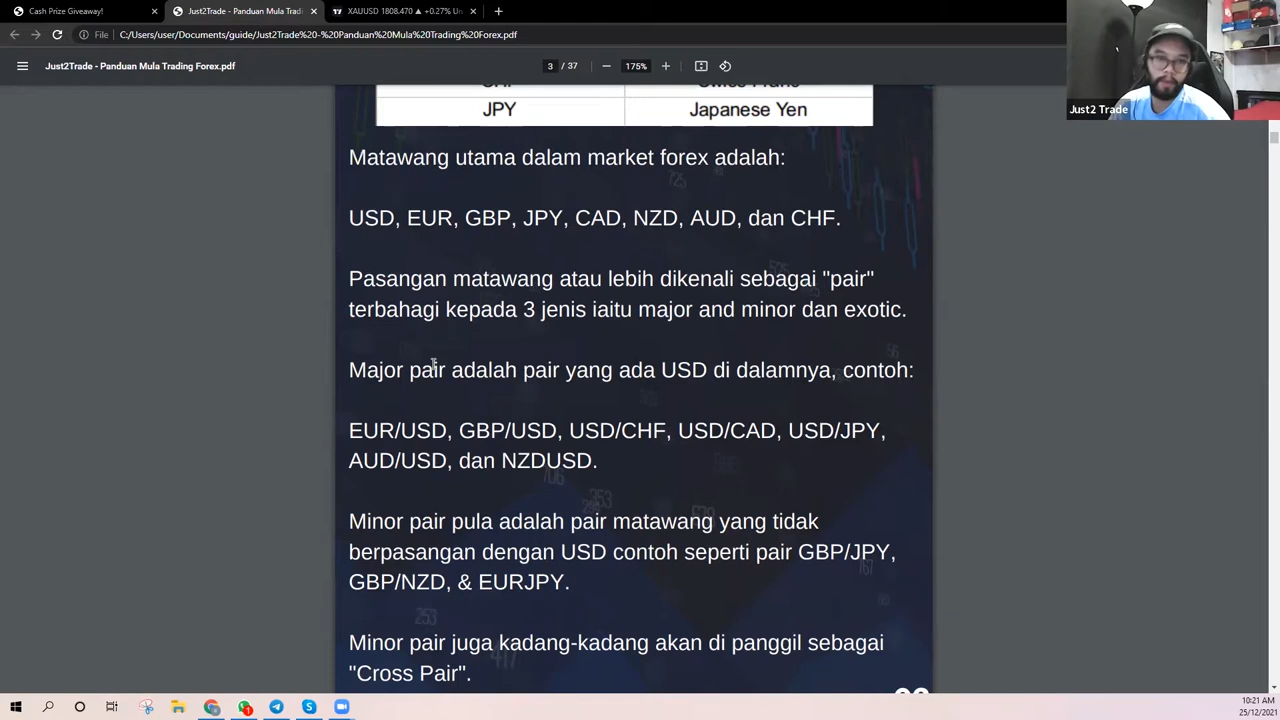 Cash Prize Giveaway!
Just2Trade - Panduan Mula Tradi
XAUUSD 1808.470 ▲ +0.27% Un
File
C:/Users/user/Documents/guide/Just2Trade%20-%20Panduan%20Mula%20Trading%20Forex.pdf
Just2Trade - Panduan Mula Trading Forex.pdf
3 / 37
175%
Just2 Trade
JPY Japanese Yen
Matawang utama dalam market forex adalah:
USD, EUR, GBP, JPY, CAD, NZD, AUD, dan CHF.
Pasangan matawang atau lebih dikenali sebagai "pair"
terbahagi kepada 3 jenis iaitu major and minor dan exotic.
Major pair adalah pair yang ada USD di dalamnya, contoh:
EUR/USD, GBP/USD, USD/CHF, USD/CAD, USD/JPY,
AUD/USD, dan NZDUSD.
Minor pair pula adalah pair matawang yang tidak
berpasangan dengan USD contoh seperti pair GBP/JPY,
GBP/NZD, & EURJPY.
Minor pair juga kadang-kadang akan di panggil sebagai
"Cross Pair".
10:21 AM
25/12/2021